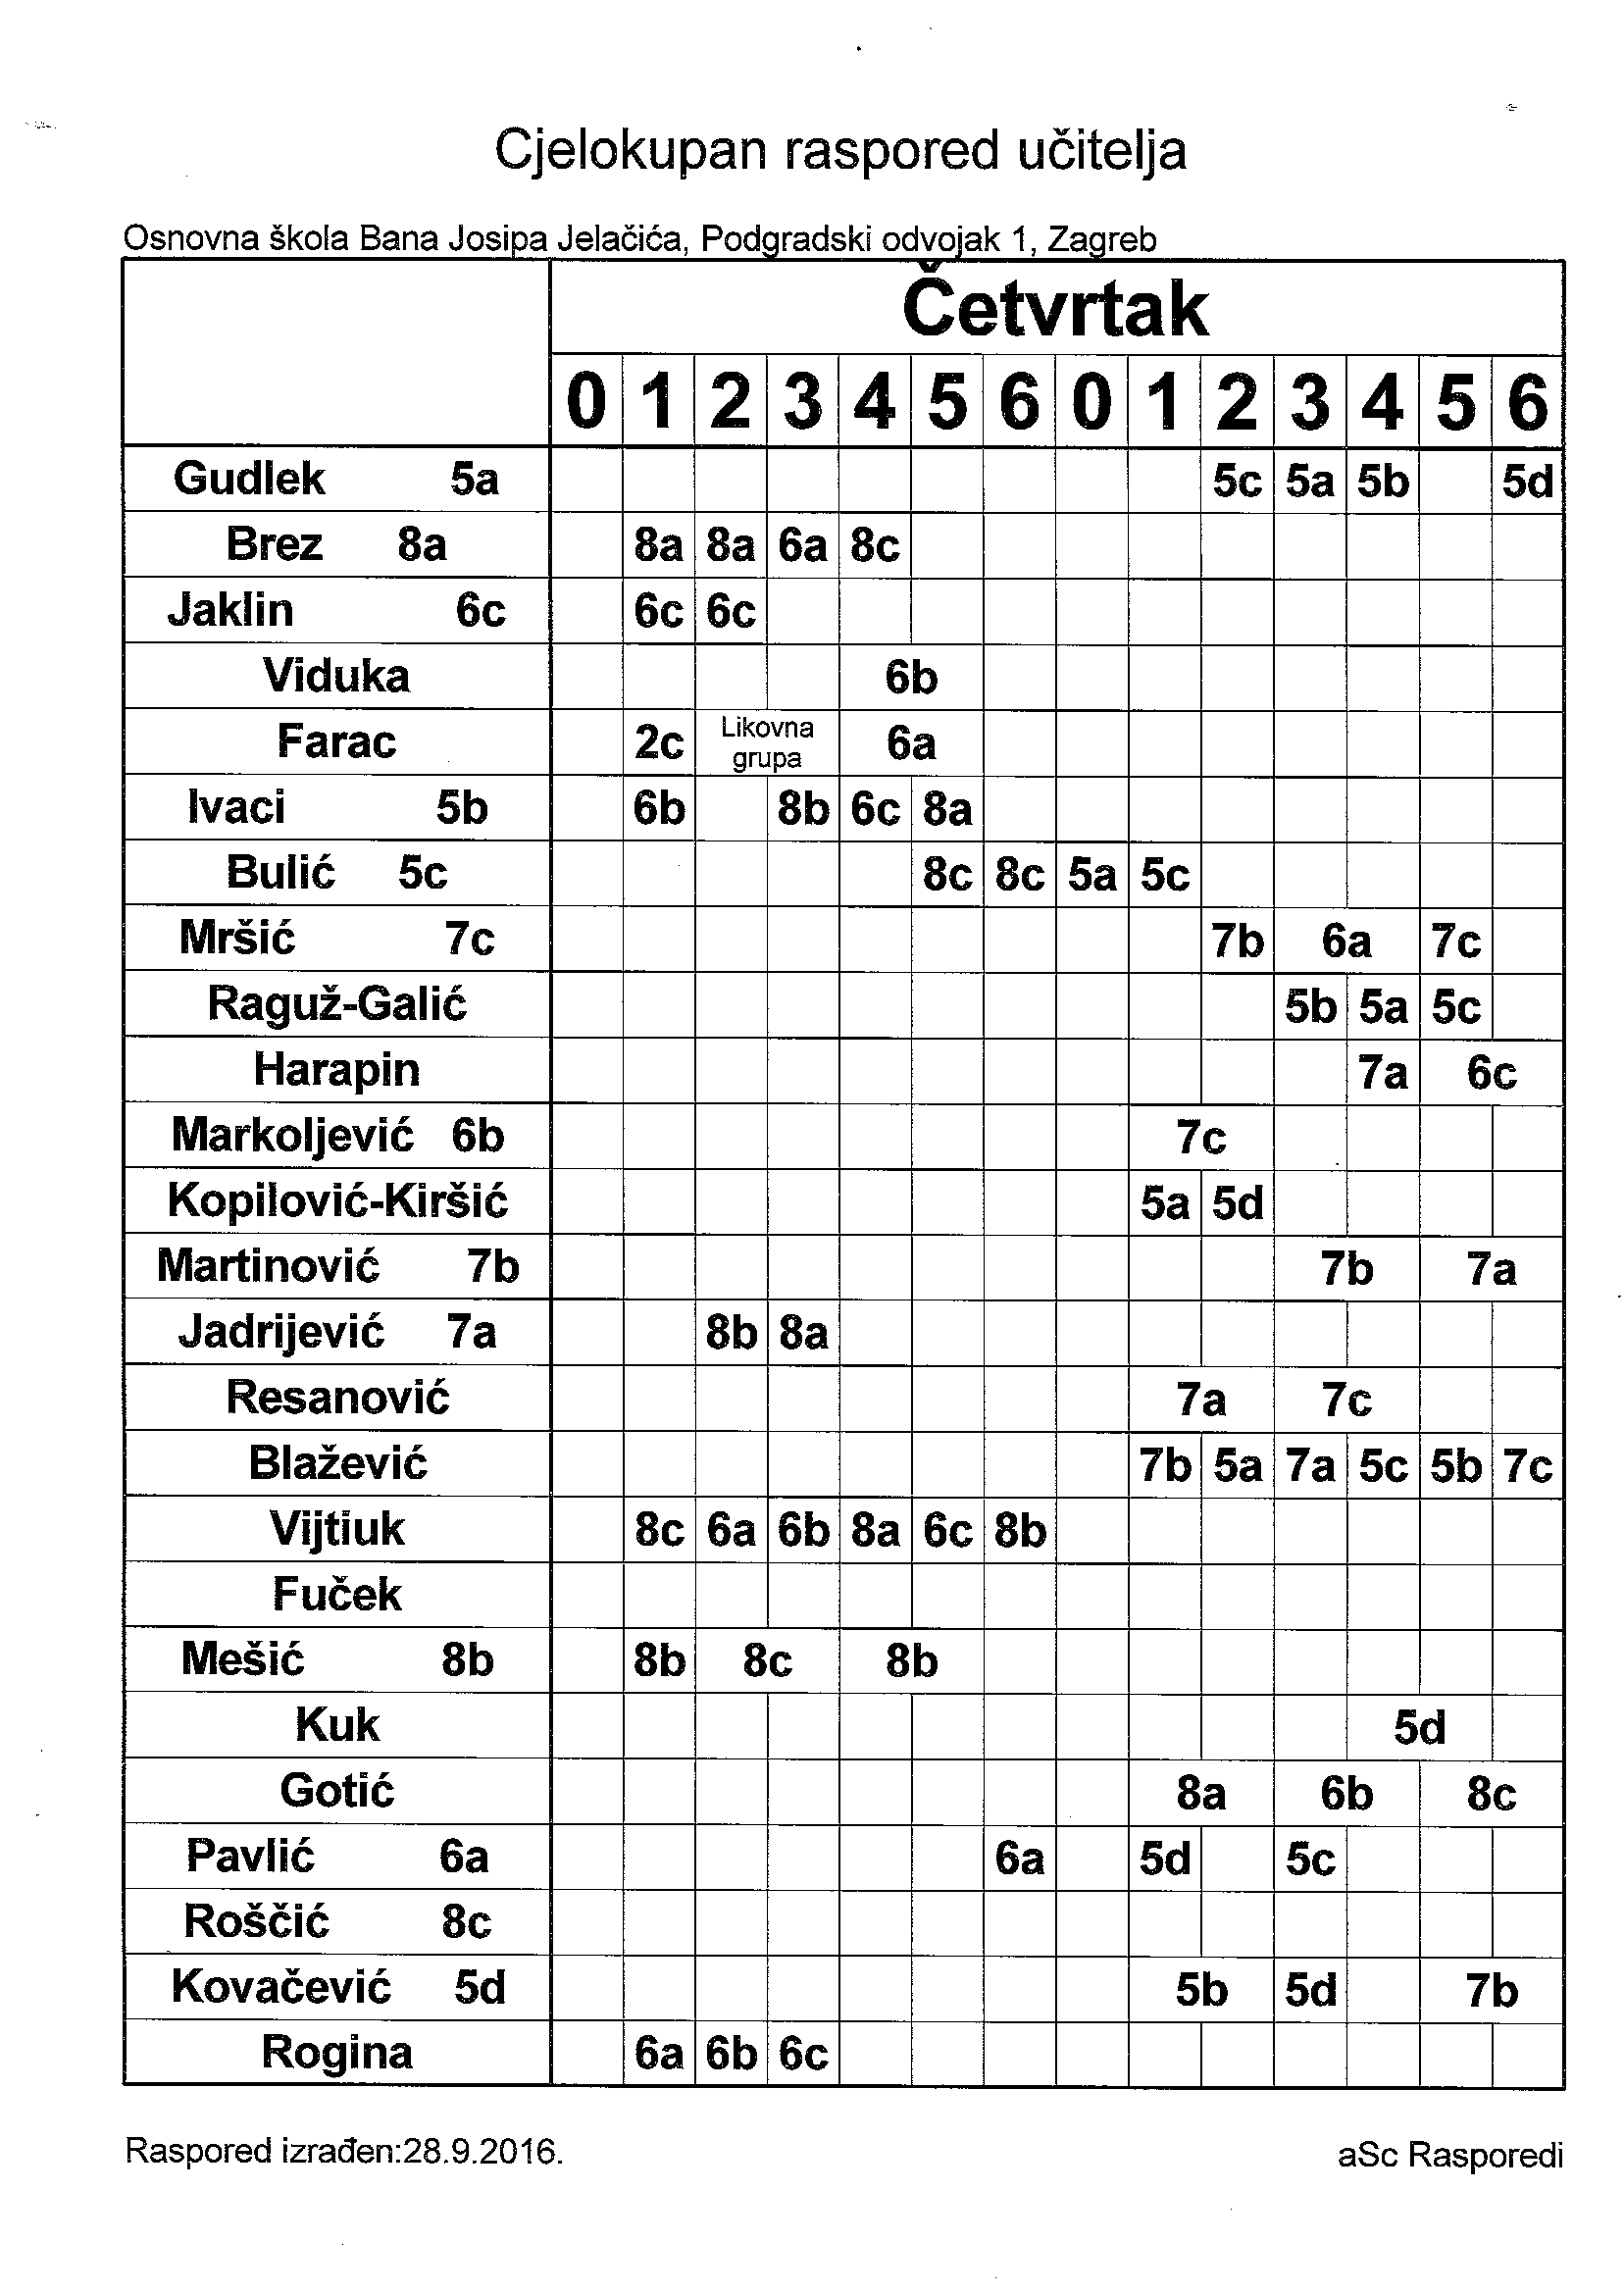 Cjelokupan raspored učitelja
Osnovna škola Bana Josipa Jelačića, Podgradski odvojak 1, Zagreb
Četvrtak
0 1 2 3 4 5 6 0 1 2 3 4 5 6
Gudlek 5a 5c 5a 5b 5d
Brez 8a 8a 8a 6a 8c
Jaklin 6c 6c 6c
Viduka 6b
Farac 2c Likovna grupa 6a
Ivaci 5b 6b 8b 6c 8a
Bulić 5c 8c 8c 5a 5c
Mršić 7c 7b 6a 7c
Raguž-Galić 5b 5a 5c
Harapin 7a 6c
Markoljević 6b 7c
Kopilović-Kiršić 5a 5d
Martinović 7b 7b 7a
Jadrijević 7a 8b 8a
Resanović 7a 7c
Blažević 7b 5a 7a 5c 5b 7c
Vijtiuk 8c 6a 6b 8a 6c 8b
Fuček
Mešić 8b 8b 8c 8b
Kuk 5d
Gotić 8a 6b 8c
Pavlić 6a 6a 5d 5c
Roščić 8c
Kovačević 5d 5b 5d 7b
Rogina 6a 6b 6c
Raspored izrađen:28.9.2016. aSc Rasporedi